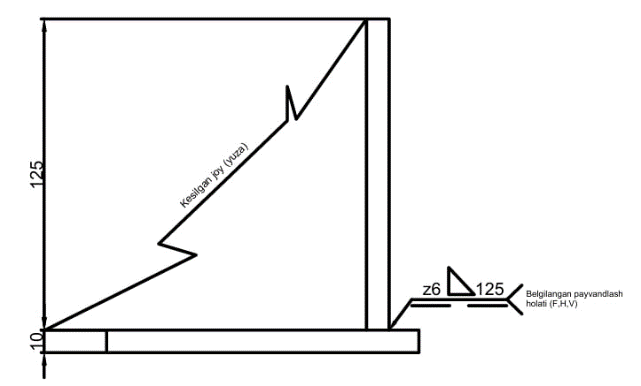 125
Kesilgan joy (yuza)
z6 125
Belgilangan payvandlash
holati (F,H,V)
10